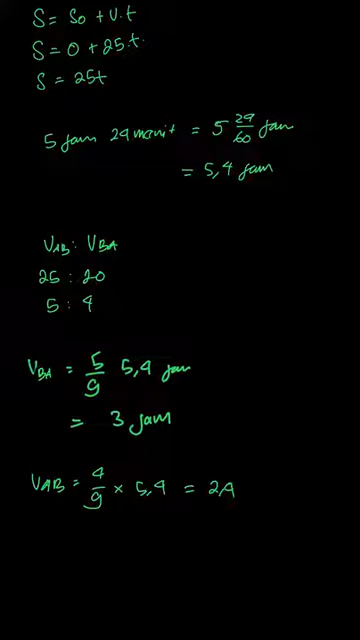 S = So + v.t
S = 0 + 25.t.
S = 25t
5 jam 24 menit = 5 24/60 jam
= 5,4 jam
VAB : VBA
25 : 20
5 : 4
VBA = 5/9 5,4 jam
= 3 jam
VAB = 4/9 × 5,4 = 2,4